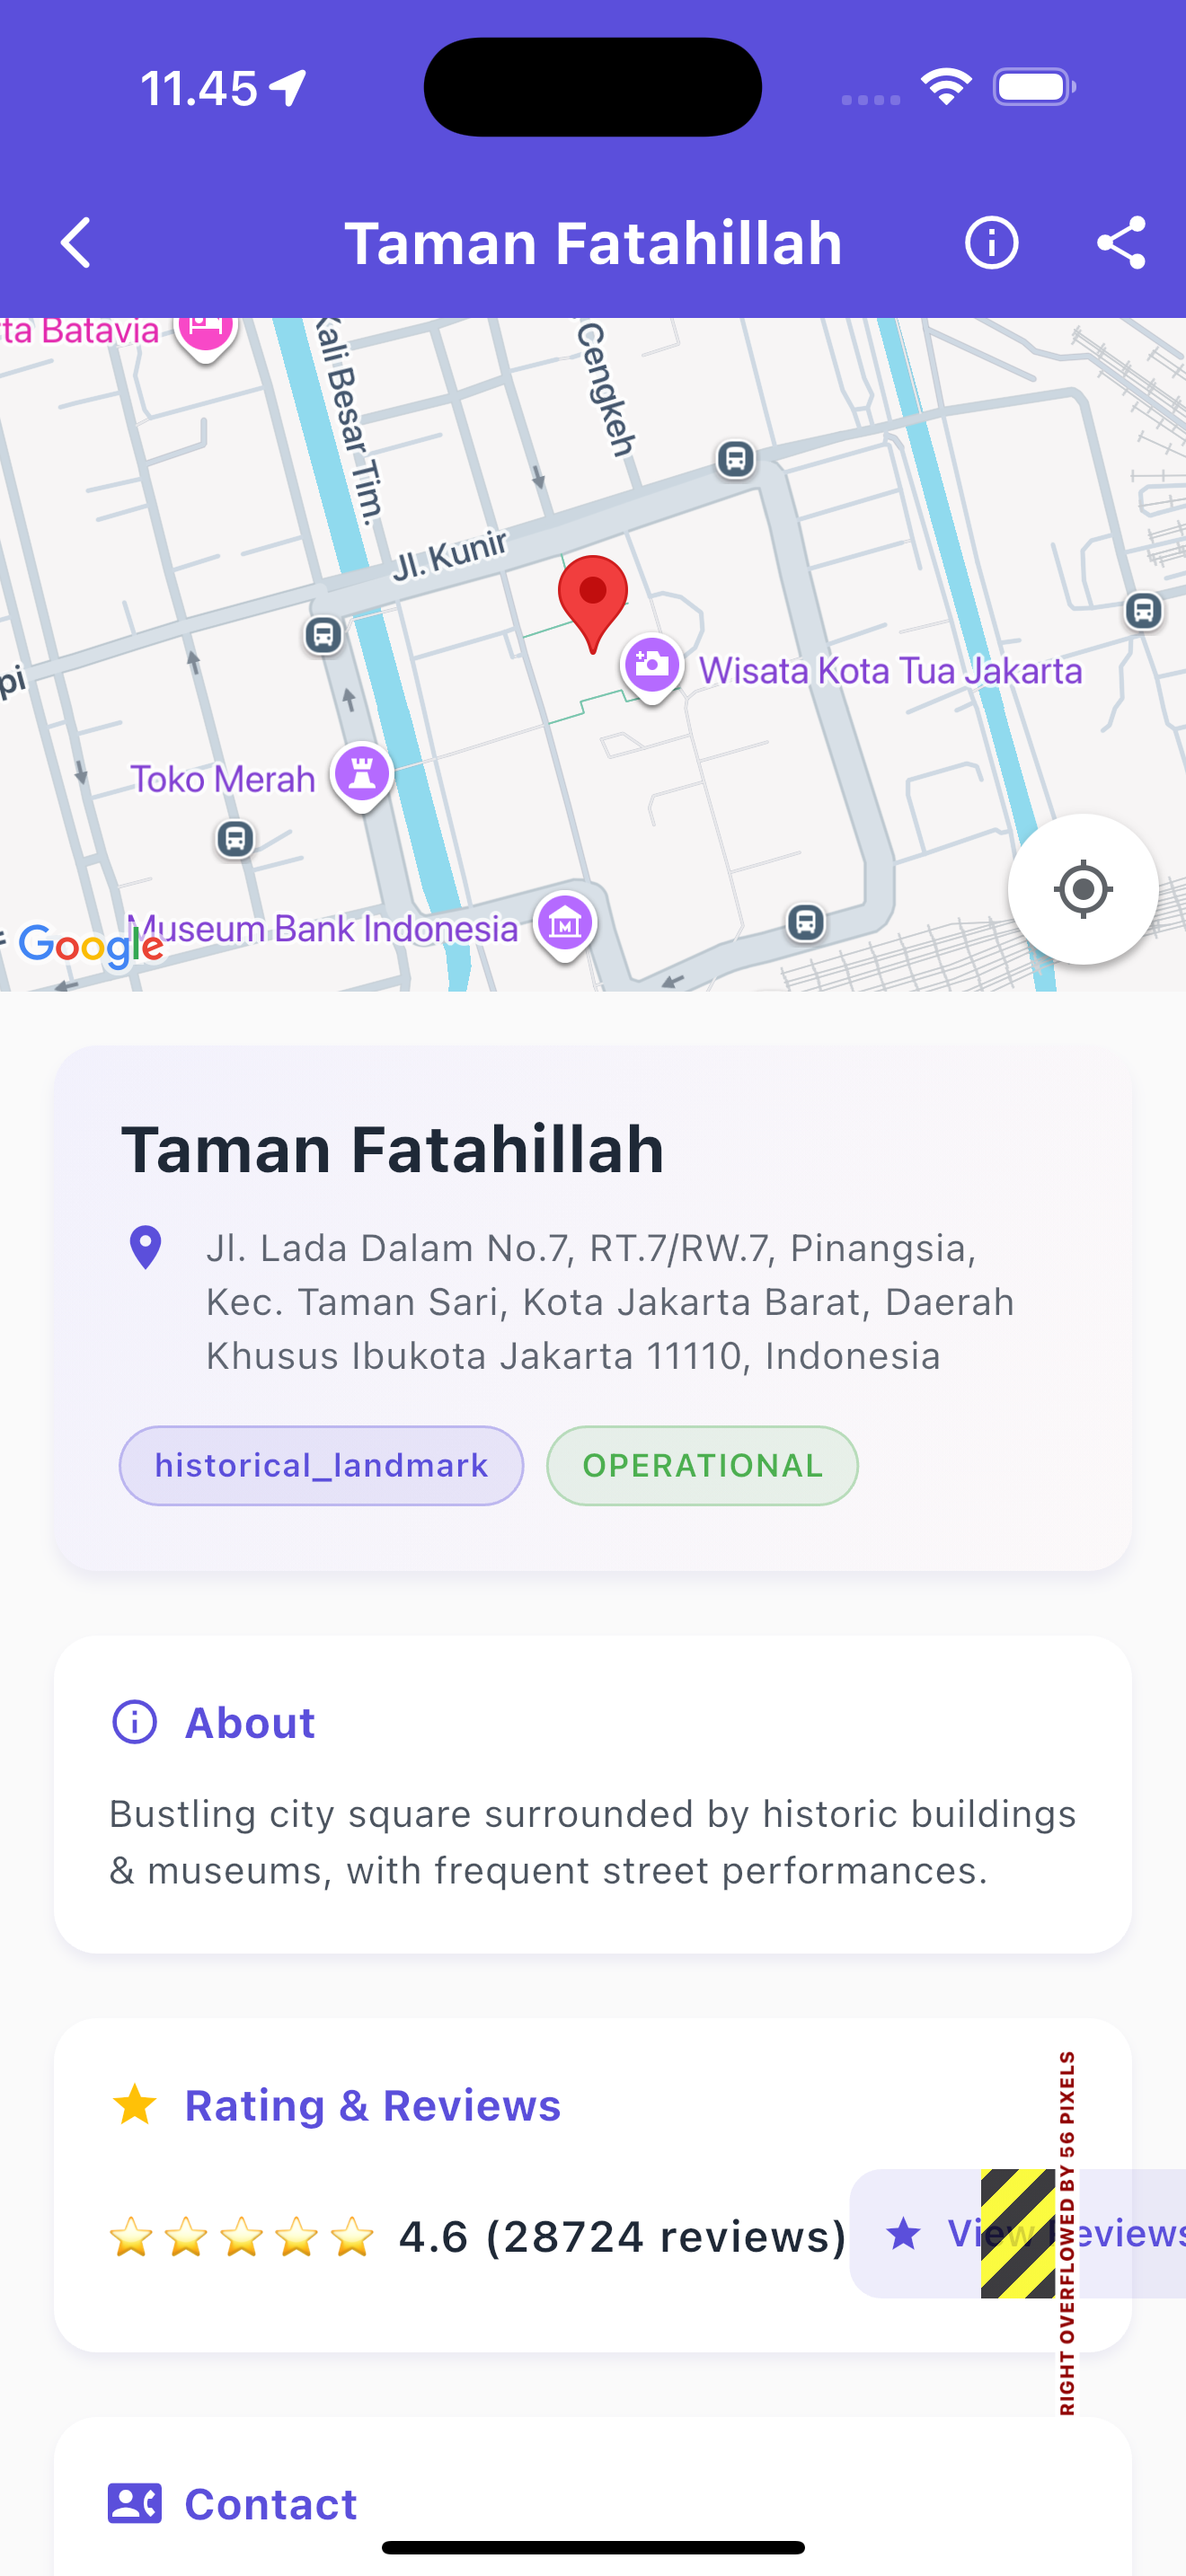 11.45
Taman Fatahillah
ta Batavia
Kali Besar Tim.
Cengkeh
Jl. Kunir
Wisata Kota Tua Jakarta
pi
Toko Merah
Museum Bank Indonesia
Google
Taman Fatahillah
Jl. Lada Dalam No.7, RT.7/RW.7, Pinangsia,
Kec. Taman Sari, Kota Jakarta Barat, Daerah
Khusus Ibukota Jakarta 11110, Indonesia
historical_landmark
OPERATIONAL
About
Bustling city square surrounded by historic buildings
& museums, with frequent street performances.
Rating & Reviews
4.6 (28724 reviews)
View Reviews
RIGHT OVERFLOWED BY 56 PIXELS
Contact